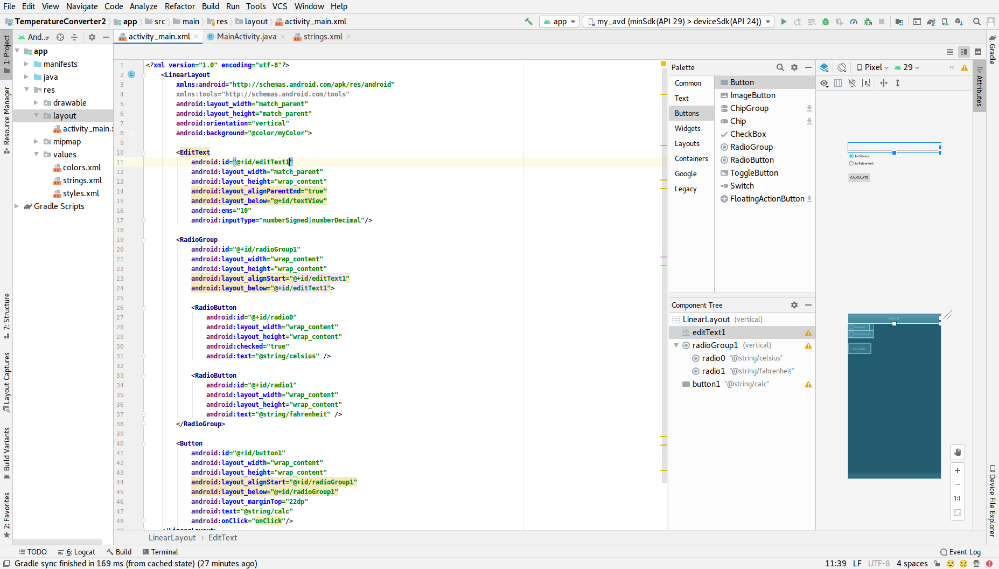 File Edit View Navigate Code Analyze Refactor Build Run Tools VCS Window Help
TemperatureConverter2 app src main res layout activity_main.xml
app
my_avd (minSdk(API 29) > deviceSdk(API 24))
And..
activity_main.xml
MainActivity.java
strings.xml
1: Project
Resource Manager
7: Structure
Layout Captures
Build Variants
2: Favorites
app
manifests
java
res
drawable
layout
activity_main.
mipmap
values
colors.xml
strings.xml
styles.xml
Gradle Scripts
1 <?xml version="1.0" encoding="utf-8"?>
2 <LinearLayout
3 xmlns:android="http://schemas.android.com/apk/res/android"
4 xmlns:tools="http://schemas.android.com/tools"
5 android:layout_width="match_parent"
6 android:layout_height="match_parent"
7 android:orientation="vertical"
8 android:background="@color/myColor">
9
10 <EditText
11 android:id="@+id/editText1"
12 android:layout_width="match_parent"
13 android:layout_height="wrap_content"
14 android:layout_alignParentEnd="true"
15 android:layout_below="@+id/textView"
16 android:ems="10"
17 android:inputType="numberSigned|numberDecimal"/>
18
19 <RadioGroup
20 android:id="@+id/radioGroup1"
21 android:layout_width="wrap_content"
22 android:layout_height="wrap_content"
23 android:layout_alignStart="@+id/editText1"
24 android:layout_below="@+id/editText1">
25
26 <RadioButton
27 android:id="@+id/radio0"
28 android:layout_width="wrap_content"
29 android:layout_height="wrap_content"
30 android:checked="true"
31 android:text="@string/celsius" />
32
33 <RadioButton
34 android:id="@+id/radio1"
35 android:layout_width="wrap_content"
36 android:layout_height="wrap_content"
37 android:text="@string/fahrenheit" />
38 </RadioGroup>
39
40 <Button
41 android:id="@+id/button1"
42 android:layout_width="wrap_content"
43 android:layout_height="wrap_content"
44 android:layout_alignStart="@+id/radioGroup1"
45 android:layout_below="@+id/radioGroup1"
46 android:layout_marginTop="22dp"
47 android:text="@string/calc"
48 android:onClick="onClick"/>
LinearLayout > EditText
Palette
Common
Text
Buttons
Widgets
Layouts
Containers
Google
Legacy
Button
ImageButton
ChipGroup
Chip
CheckBox
RadioGroup
RadioButton
ToggleButton
Switch
FloatingActionButton
Component Tree
LinearLayout (vertical)
Ab editText1
radioGroup1 (vertical)
radio0 "@string/celsius"
radio1 "@string/fahrenheit"
button1 "@string/calc"
Pixel 29
to Celsius
to Fahrenheit
CALCULATE
editText1
to Celsius
to Fahrenheit
CALCULATE
1:1
Gradle
Attributes
Device File Explorer
TODO 6: Logcat Build Terminal Event Log
Gradle sync finished in 169 ms (from cached state) (27 minutes ago) 11:39 LF UTF-8 4 spaces